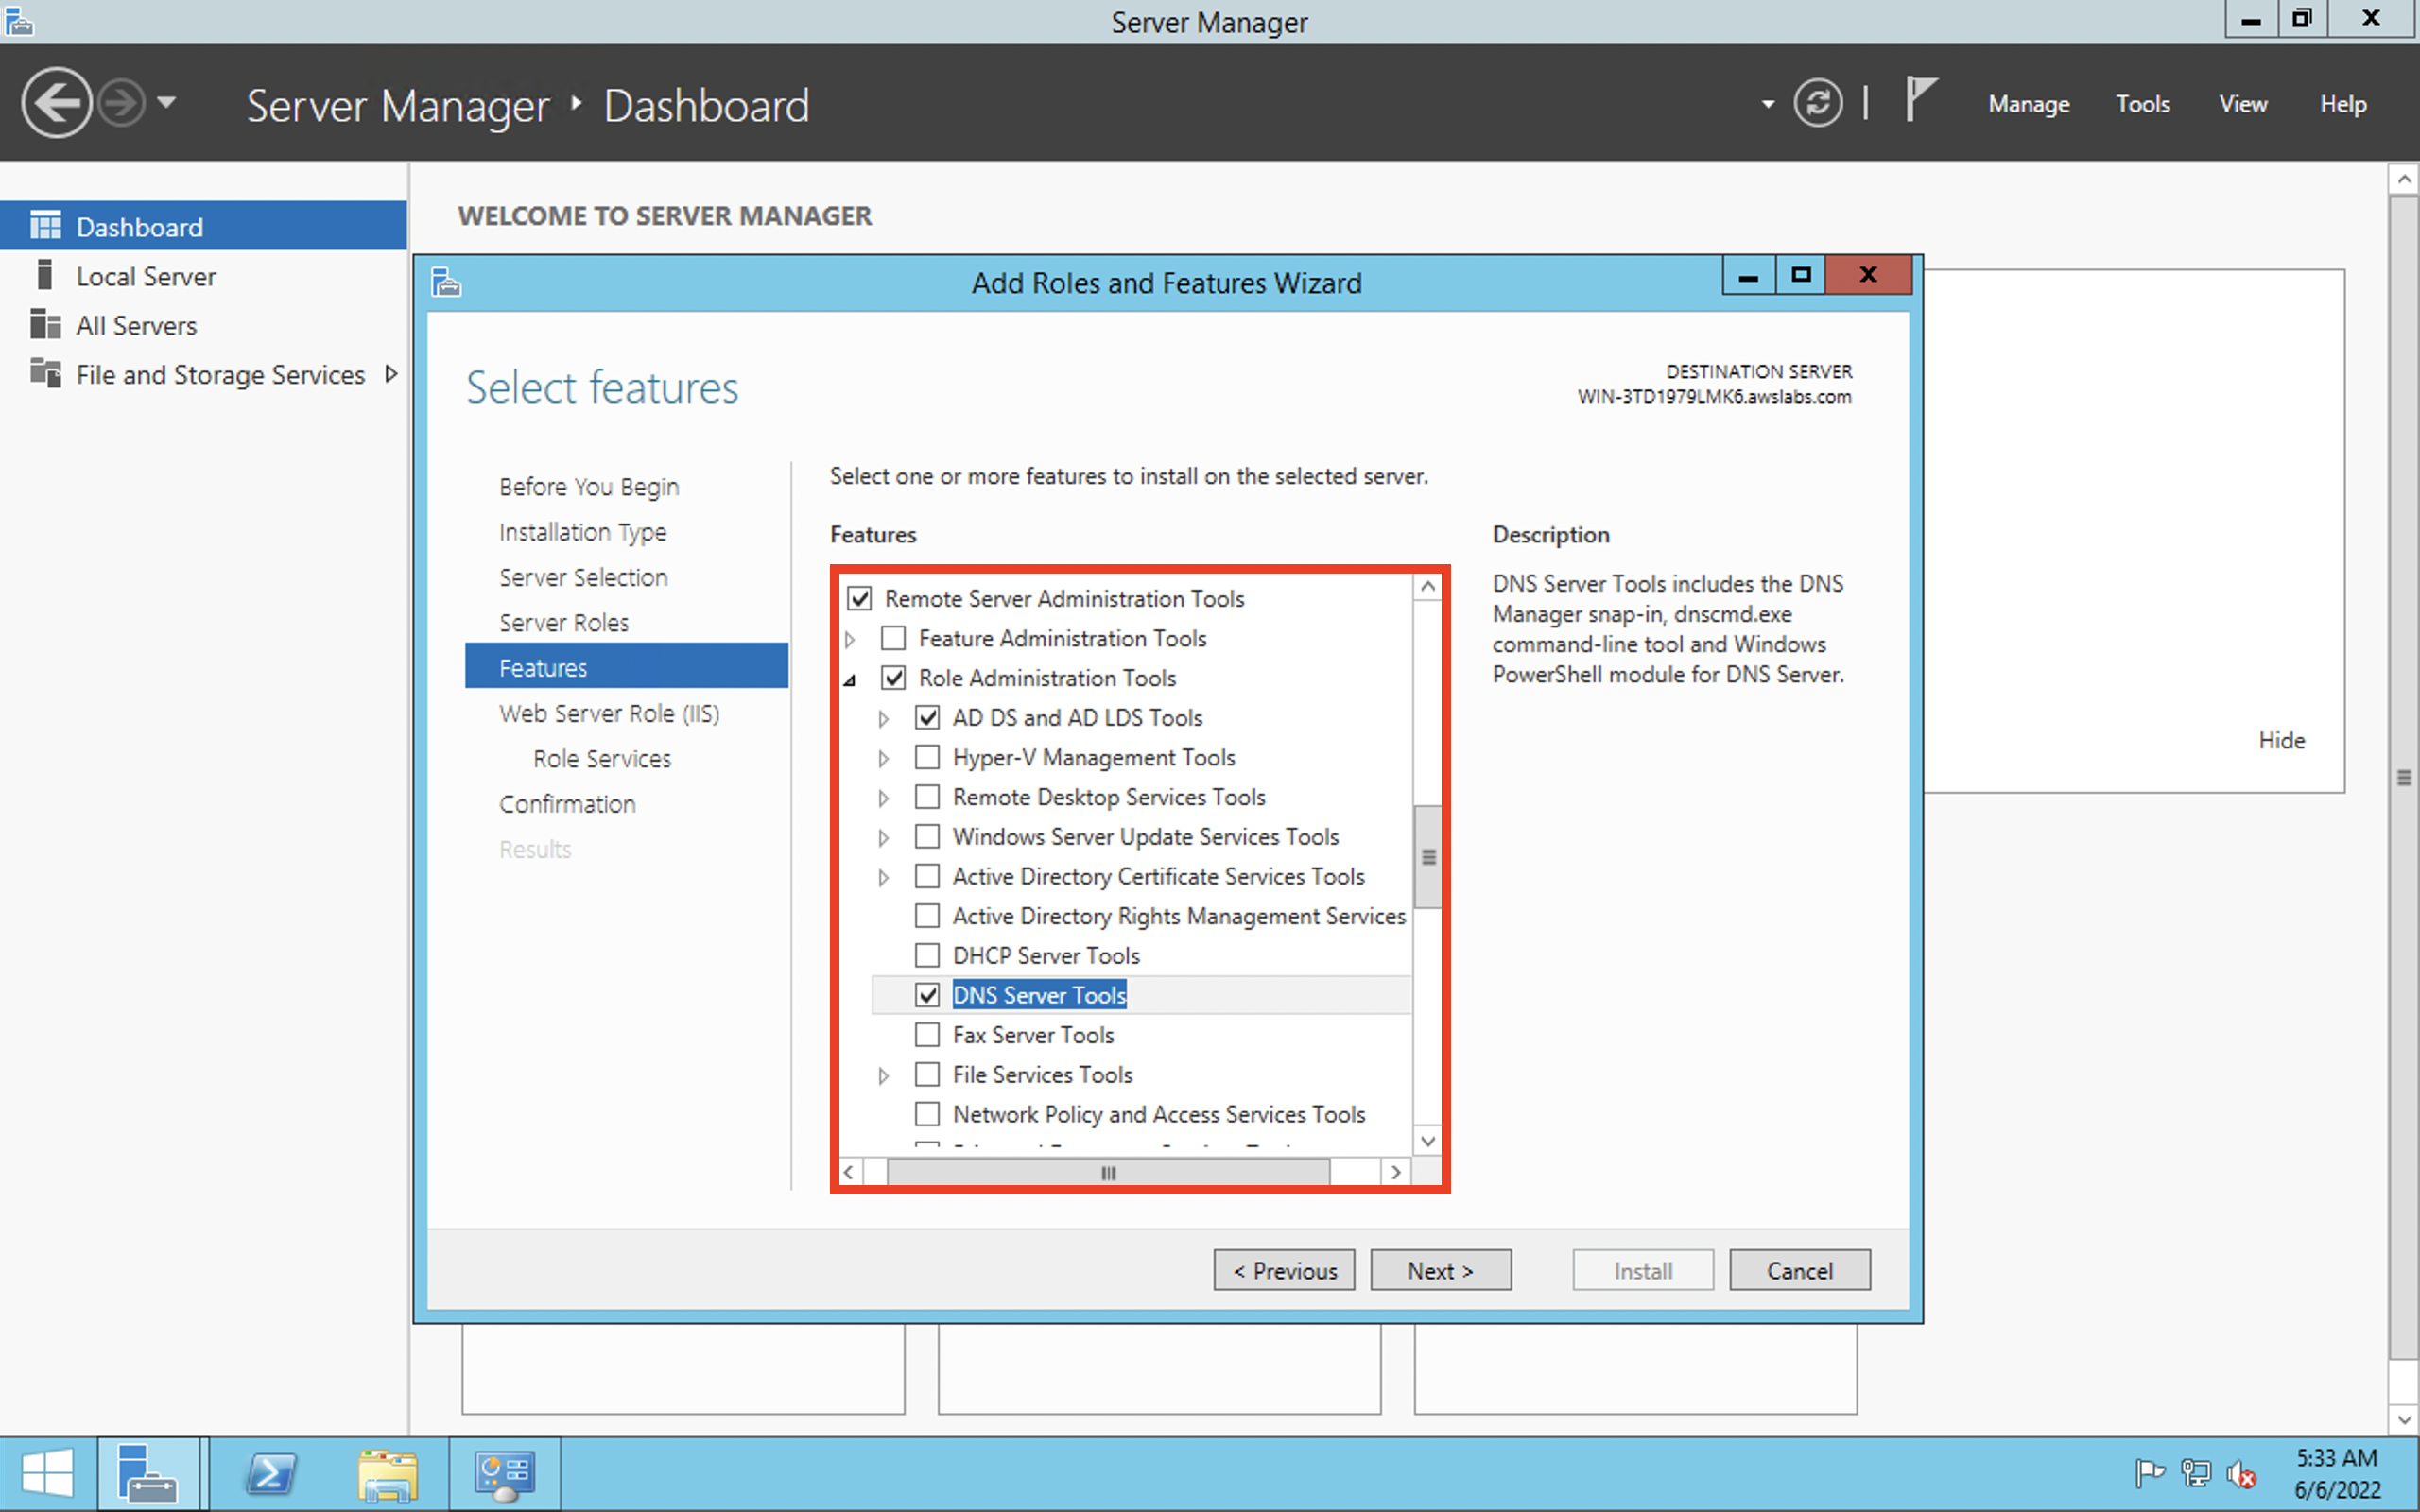 Server Manager
Server Manager
Dashboard
Manage
Tools
View
Help
Dashboard
Local Server
All Servers
File and Storage Services
WELCOME TO SERVER MANAGER
Hide
Add Roles and Features Wizard
Select features
DESTINATION SERVER
WIN-3TD1979LMK6.awslabs.com
Before You Begin
Installation Type
Server Selection
Server Roles
Features
Web Server Role (IIS)
Role Services
Confirmation
Results
Select one or more features to install on the selected server.
Features
Remote Server Administration Tools
Feature Administration Tools
Role Administration Tools
AD DS and AD LDS Tools
Hyper-V Management Tools
Remote Desktop Services Tools
Windows Server Update Services Tools
Active Directory Certificate Services Tools
Active Directory Rights Management Services
DHCP Server Tools
DNS Server Tools
Fax Server Tools
File Services Tools
Network Policy and Access Services Tools
Description
DNS Server Tools includes the DNS
Manager snap-in, dnscmd.exe
command-line tool and Windows
PowerShell module for DNS Server.
< Previous
Next >
Install
Cancel
5:33 AM
6/6/2022